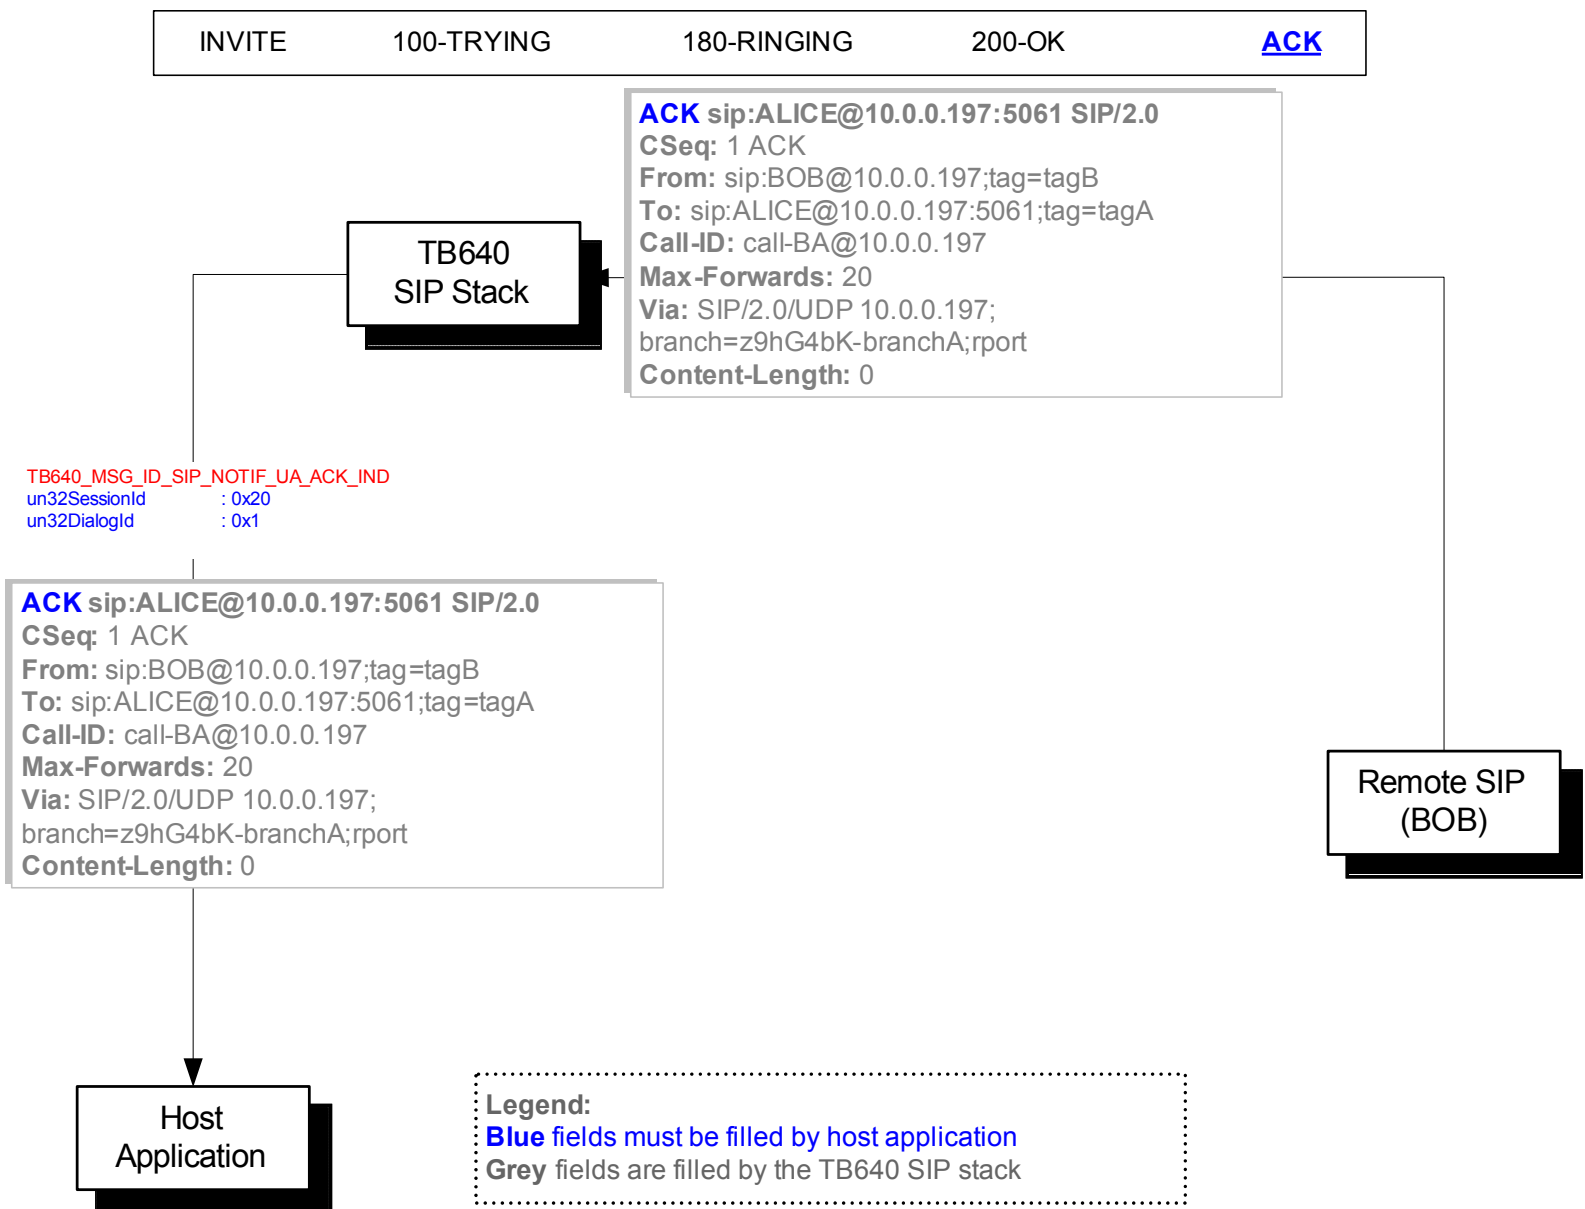 INVITE 100-TRYING 180-RINGING 200-OK ACK
ACK sip:ALICE@10.0.0.197:5061 SIP/2.0
CSeq: 1 ACK
From: sip:BOB@10.0.0.197;tag=tagB
To: sip:ALICE@10.0.0.197:5061;tag=tagA
Call-ID: call-BA@10.0.0.197
Max-Forwards: 20
Via: SIP/2.0/UDP 10.0.0.197;
branch=z9hG4bK-branchA;rport
Content-Length: 0
TB640
SIP Stack
TB640_MSG_ID_SIP_NOTIF_UA_ACK_IND
un32SessionId : 0x20
un32DialogId : 0x1
ACK sip:ALICE@10.0.0.197:5061 SIP/2.0
CSeq: 1 ACK
From: sip:BOB@10.0.0.197;tag=tagB
To: sip:ALICE@10.0.0.197:5061;tag=tagA
Call-ID: call-BA@10.0.0.197
Max-Forwards: 20
Via: SIP/2.0/UDP 10.0.0.197;
branch=z9hG4bK-branchA;rport
Content-Length: 0
Remote SIP
(BOB)
Host
Application
Legend:
Blue fields must be filled by host application
Grey fields are filled by the TB640 SIP stack